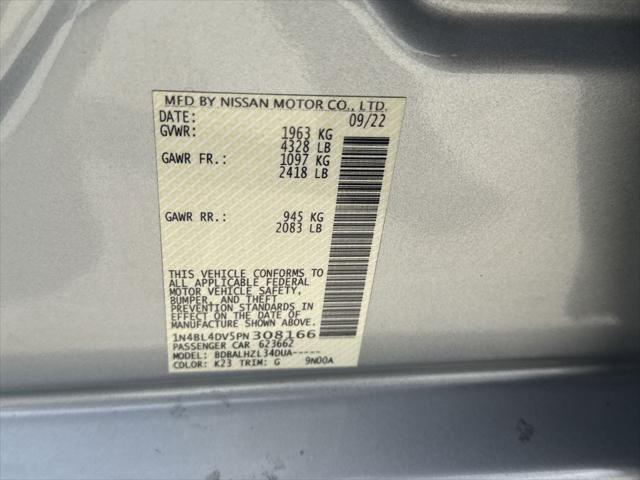 MFD BY NISSAN MOTOR CO., LTD.
DATE: 09/22
GVWR: 1963 KG
4328 LB
GAWR FR.: 1097 KG
2418 LB
GAWR RR.: 945 KG
2083 LB
THIS VEHICLE CONFORMS TO
ALL APPLICABLE FEDERAL
MOTOR VEHICLE SAFETY,
BUMPER, AND THEFT
PREVENTION STANDARDS IN
EFFECT ON THE DATE OF
MANUFACTURE SHOWN ABOVE.
1N4BL4DV5PN308166
PASSENGER CAR 623662
MODEL: BDBALHZL34DUA-----
COLOR: K23 TRIM: G 9N00A